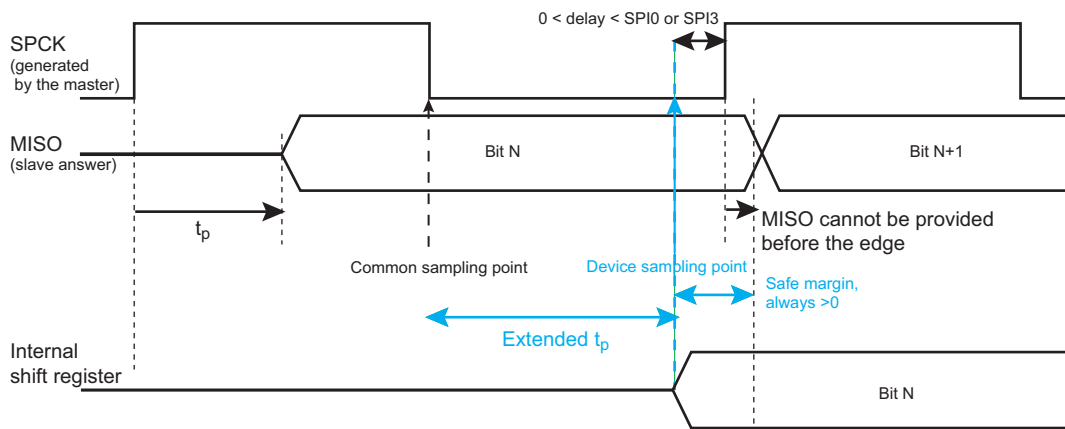 0 < delay < SPI0 or SPI3
SPCK
(generated
by the master)
MISO
(slave answer)
Bit N
Bit N+1
tp
MISO cannot be provided
before the edge
Common sampling point
Device sampling point
Safe margin,
always >0
Extended tp
Internal
shift register
Bit N